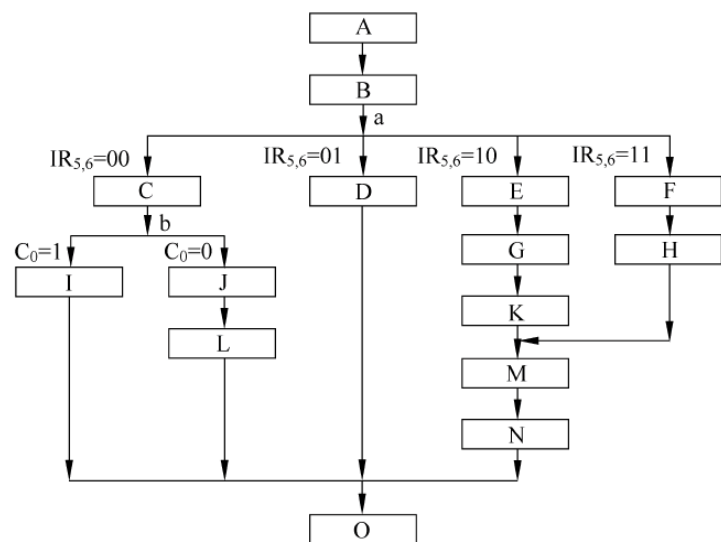 A
B
a
IR₅,₆=00 IR₅,₆=01 IR₅,₆=10 IR₅,₆=11
C D E F
b
C₀=1 C₀=0 G H
I J
K
L
M
N
O